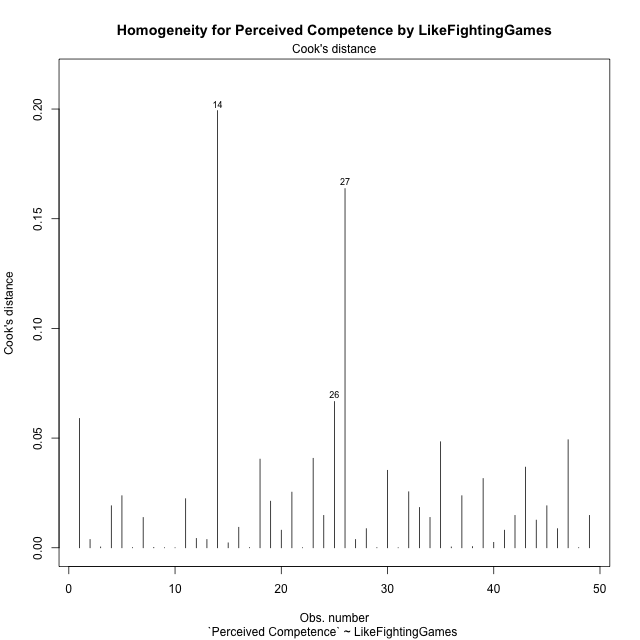 Homogeneity for Perceived Competence by LikeFightingGames
Cook's distance
Cook's distance
0.20
0.15
0.10
0.05
0.00
14
27
26
0 10 20 30 40 50
Obs. number
`Perceived Competence` ~ LikeFightingGames